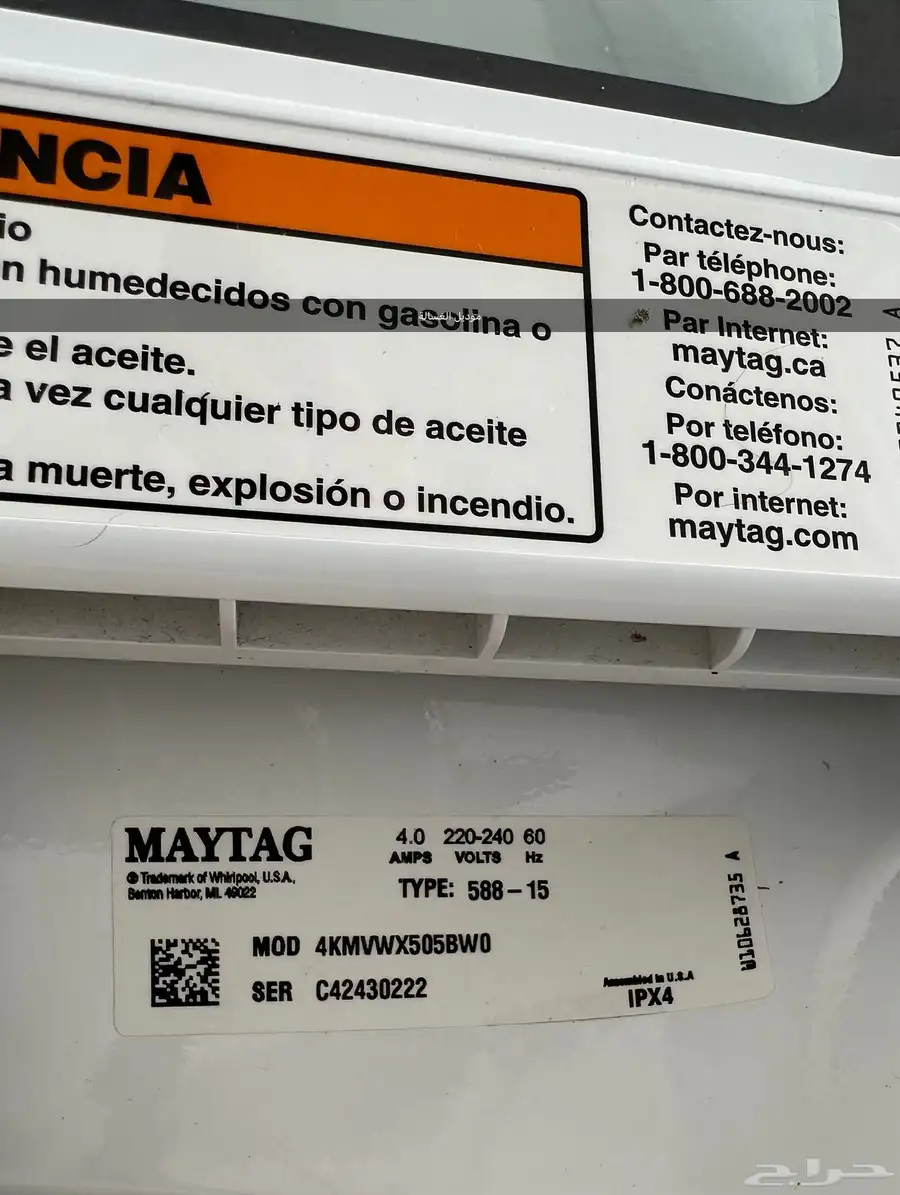 NCIA
io
n humedecidos con gasolina o
e el aceite.
a vez cualquier tipo de aceite
a muerte, explosión o incendio.
Contactez-nous:
Par téléphone:
1-800-688-2002
Par Internet:
maytag.ca
Conáctenos:
Por teléfono:
1-800-344-1274
Por internet:
maytag.com
موديل الغسالة
MAYTAG
® Trademark of Whirlpool, U.S.A.,
Benton Harbor, MI. 49022
4.0 220-240 60
AMPS VOLTS Hz
TYPE: 588-15
MOD 4KMVWX505BW0
SER C42430222
Assembled in U.S.A
IPX4
W10628735 A
حراج